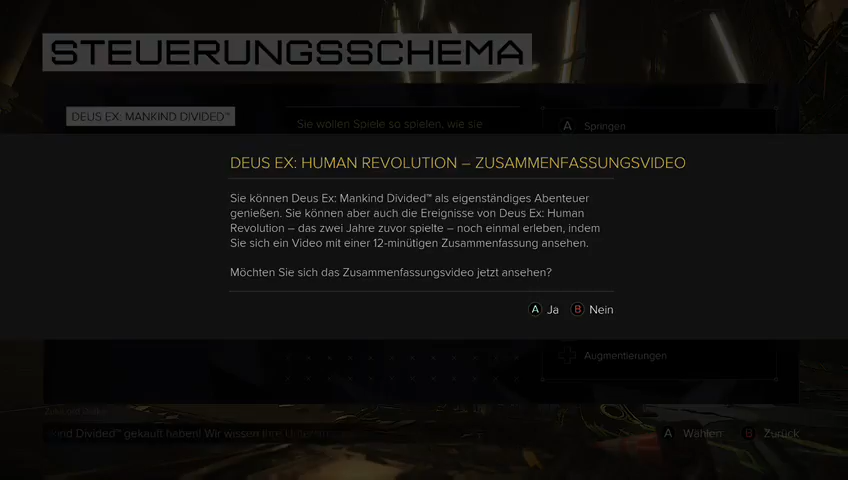 STEUERUNGSSCHEMA
DEUS EX: MANKIND DIVIDED™
Sie wollen Spiele so spielen, wie sie
A Springen
DEUS EX: HUMAN REVOLUTION – ZUSAMMENFASSUNGSVIDEO
Sie können Deus Ex: Mankind Divided™ als eigenständiges Abenteuer
genießen. Sie können aber auch die Ereignisse von Deus Ex: Human
Revolution – das zwei Jahre zuvor spielte – noch einmal erleben, indem
Sie sich ein Video mit einer 12-minütigen Zusammenfassung ansehen.
Möchten Sie sich das Zusammenfassungsvideo jetzt ansehen?
A Ja B Nein
Augmentierungen
Divided™ gekauft haben! Wir wissen Ihre
A Wählen B Zurück